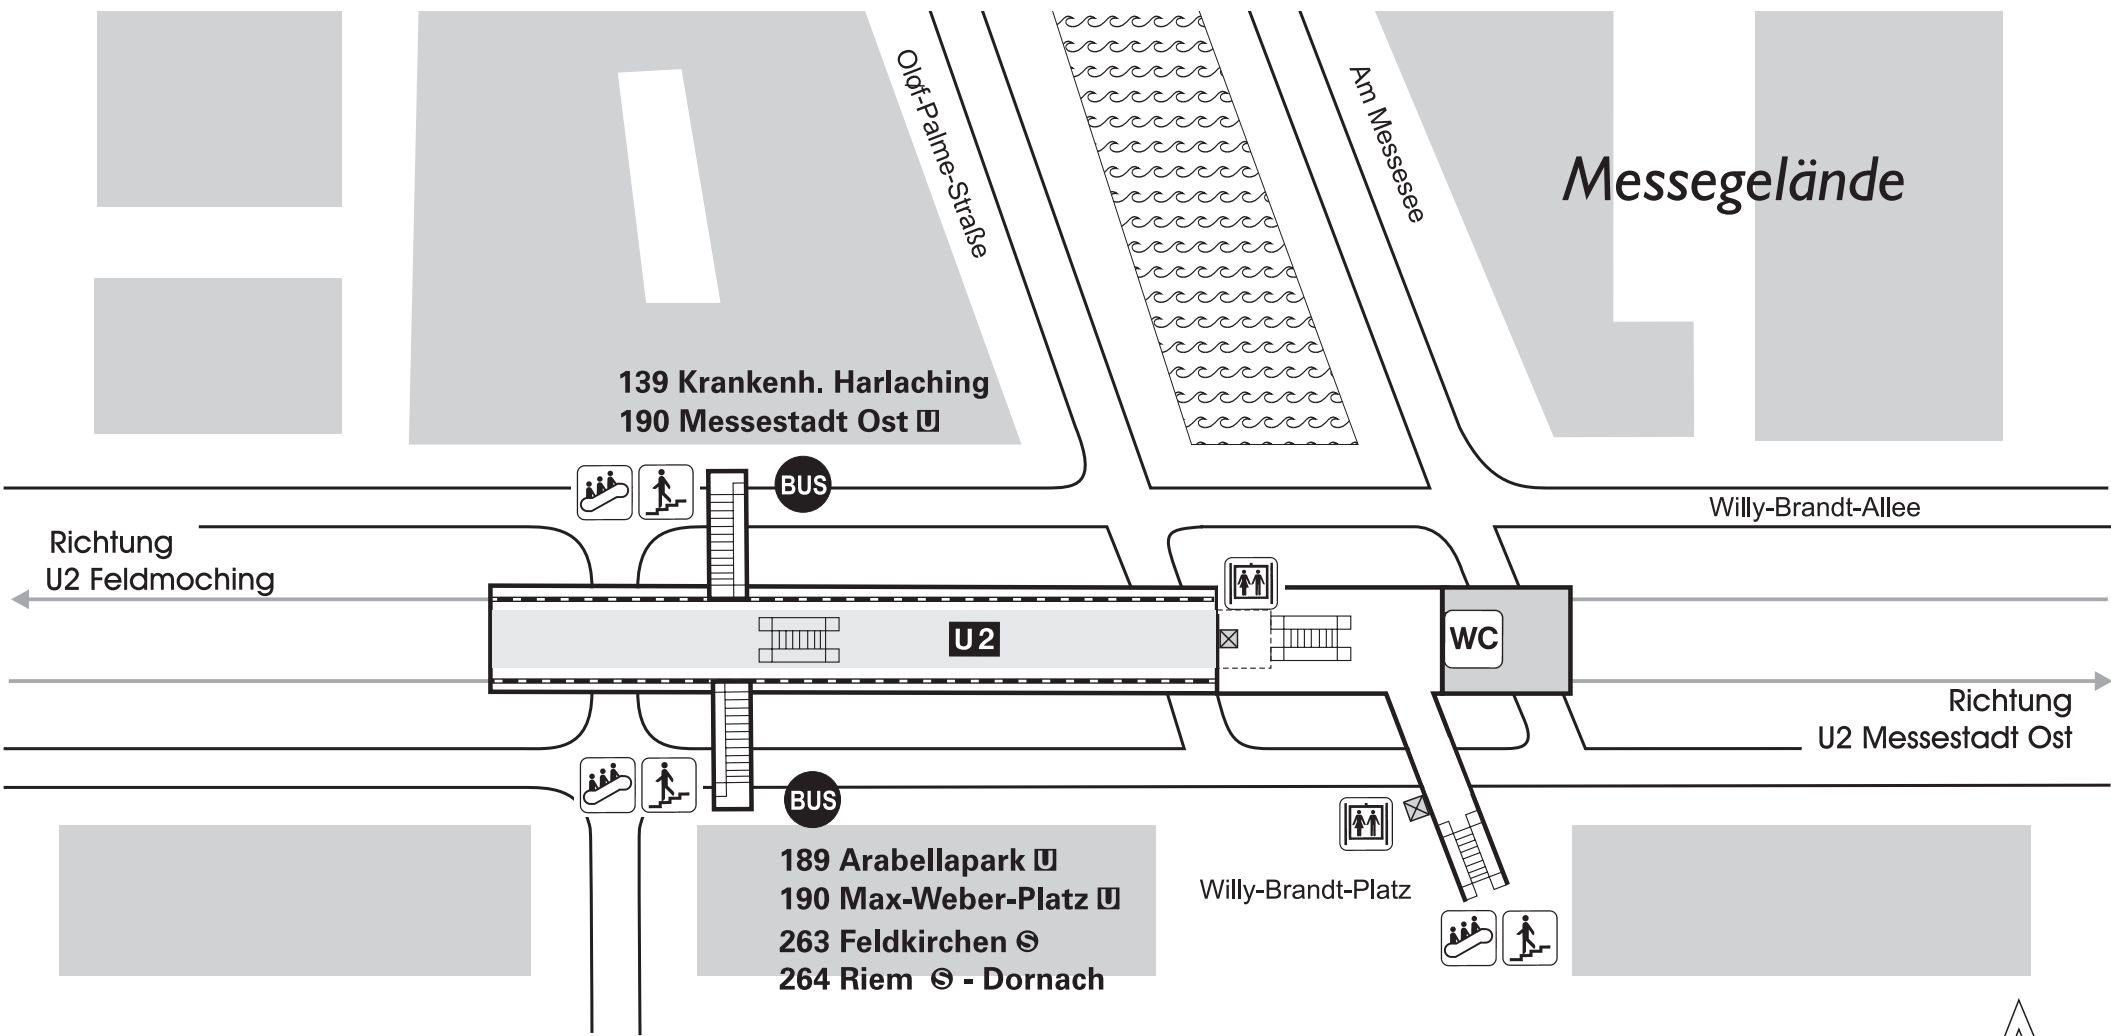 Olof-Palme-Straße
Am Messesee
Messegelände
139 Krankenh. Harlaching
190 Messestadt Ost U
BUS
Willy-Brandt-Allee
Richtung
U2 Feldmoching
U2
WC
Richtung
U2 Messestadt Ost
BUS
189 Arabellapark U
190 Max-Weber-Platz U
263 Feldkirchen S
264 Riem S - Dornach
Willy-Brandt-Platz